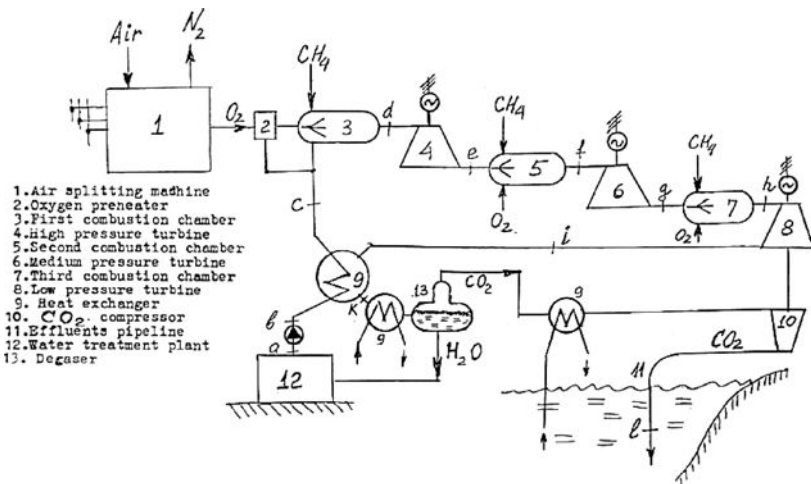 Air
N₂
CH₄
O₂
1
2
3
d
4
e
CH₄
5
O₂
f
6
g
CH₄
7
O₂
h
8
c
i
9
1.Air splitting mashine
2.Oxygen preneater
3.First combustion chamber
4.High pressure turbine
5.Second combustion chamber
6.Medium pressure turbine
7.Third combustion chamber
8.Low pressure turbine
9. Heat exchanger
10. CO₂. compressor
11.Effluents pipeline
12.Water treatment plant
13. Degaser
b
a
12
k
9
13
CO₂
H₂O
9
10
CO₂
11
l